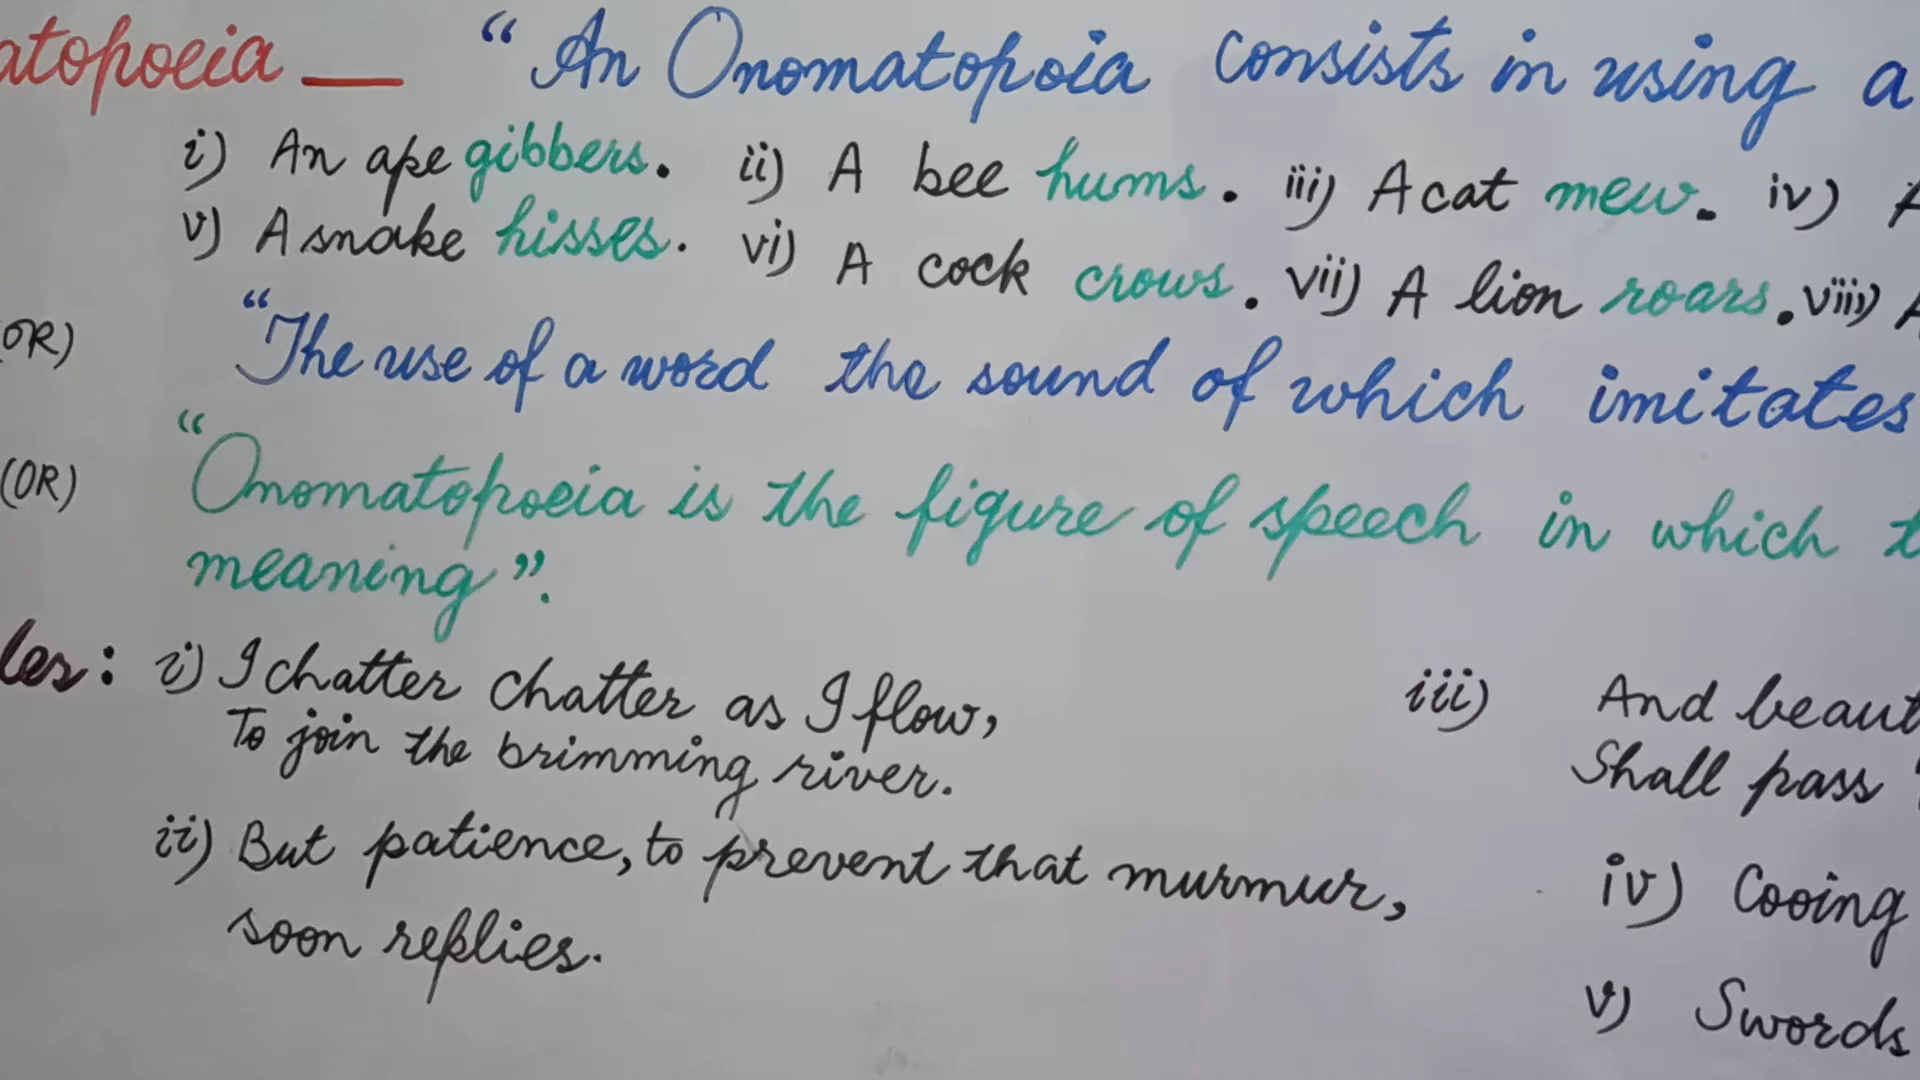 atopoeia — "An Onomatopoia consists in using a
i) An ape gibbers. ii) A bee hums. iii) A cat mew. iv) A
v) A snake hisses. vi) A cock crows. vii) A lion roars. viii) A
OR) "The use of a word the sound of which imitates
(OR) "Onomatopoeia is the figure of speech in which t
meaning".
les: i) I chatter chatter as I flow,
To join the brimming river.
ii) But patience, to prevent that murmur,
soon replies.
iii) And beaut
Shall pass
iv) Cooing
v) Swords